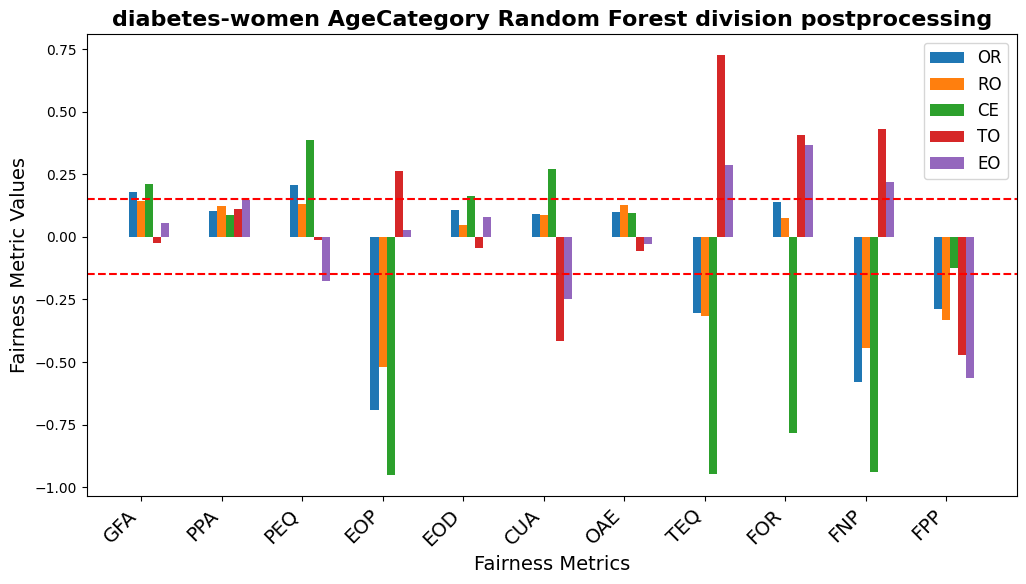 diabetes-women AgeCategory Random Forest division postprocessing
Fairness Metric Values
0.75
0.50
0.25
0.00
−0.25
−0.50
−0.75
−1.00
OR
RO
CE
TO
EO
GFA
PPA
PEQ
EOP
EOD
CUA
OAE
TEQ
FOR
FNP
FPP
Fairness Metrics